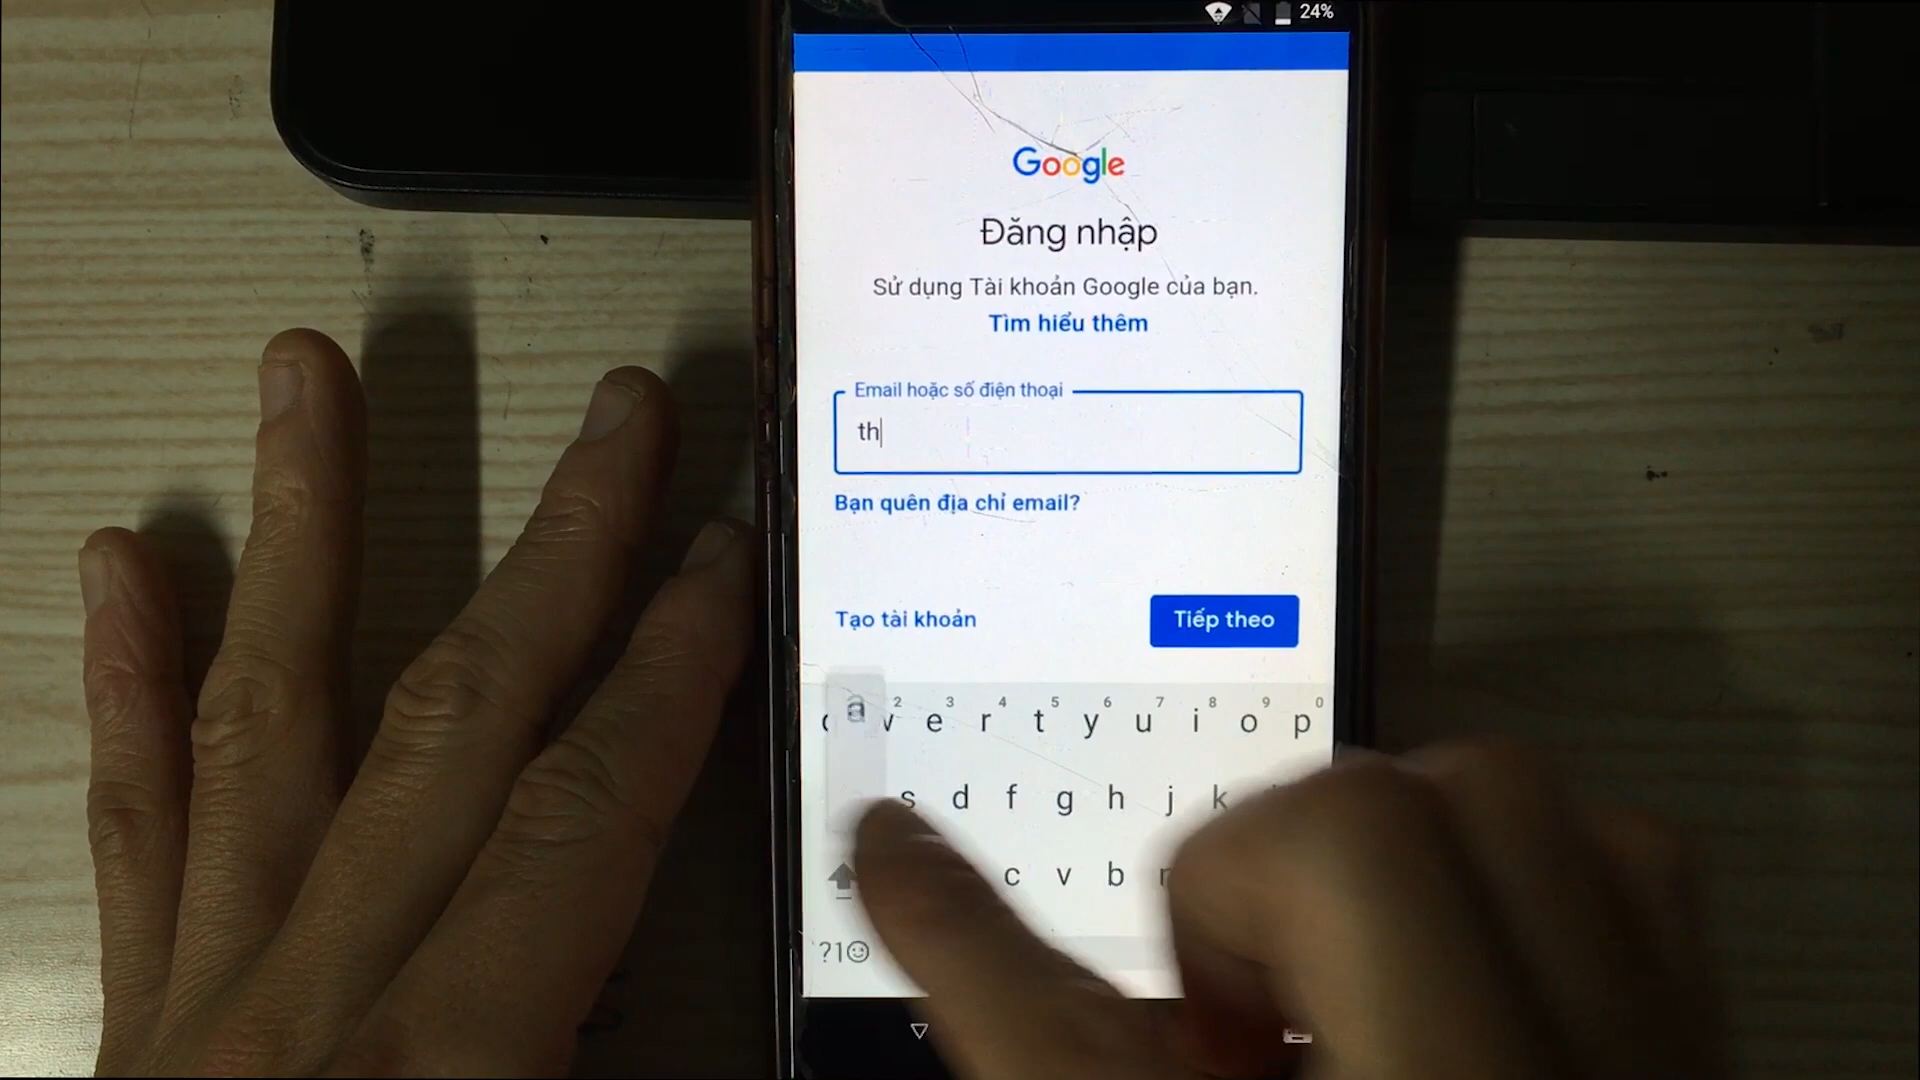 24%
Google
Đăng nhập
Sử dụng Tài khoản Google của bạn.
Tìm hiểu thêm
Email hoặc số điện thoại
th
Bạn quên địa chỉ email?
Tạo tài khoản
Tiếp theo
a 2 3 4 5 6 7 8 9 0
e r t y u i o p
s d f g h j k
c v b
?1☺